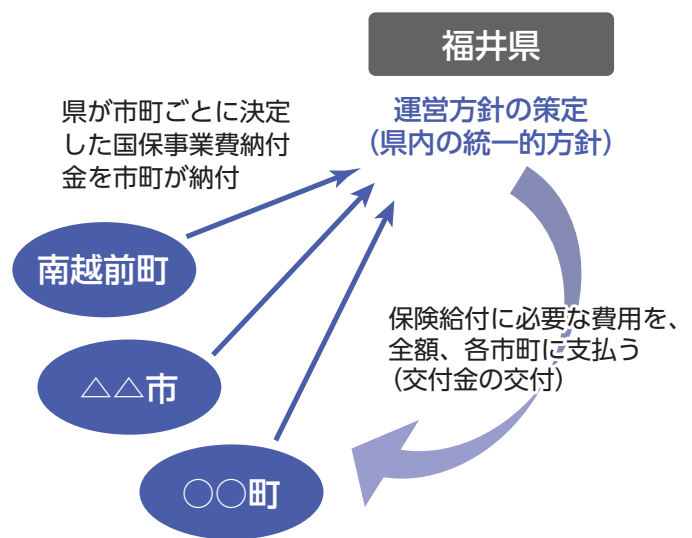 福井県
運営方針の策定
（県内の統一的方針）
県が市町ごとに決定
した国保事業費納付
金を市町が納付
南越前町
△△市
○○町
保険給付に必要な費用を、
全額、各市町に支払う
（交付金の交付）